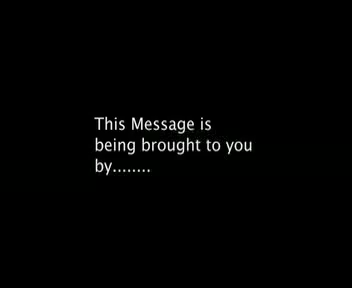 This Message is
being brought to you
by........